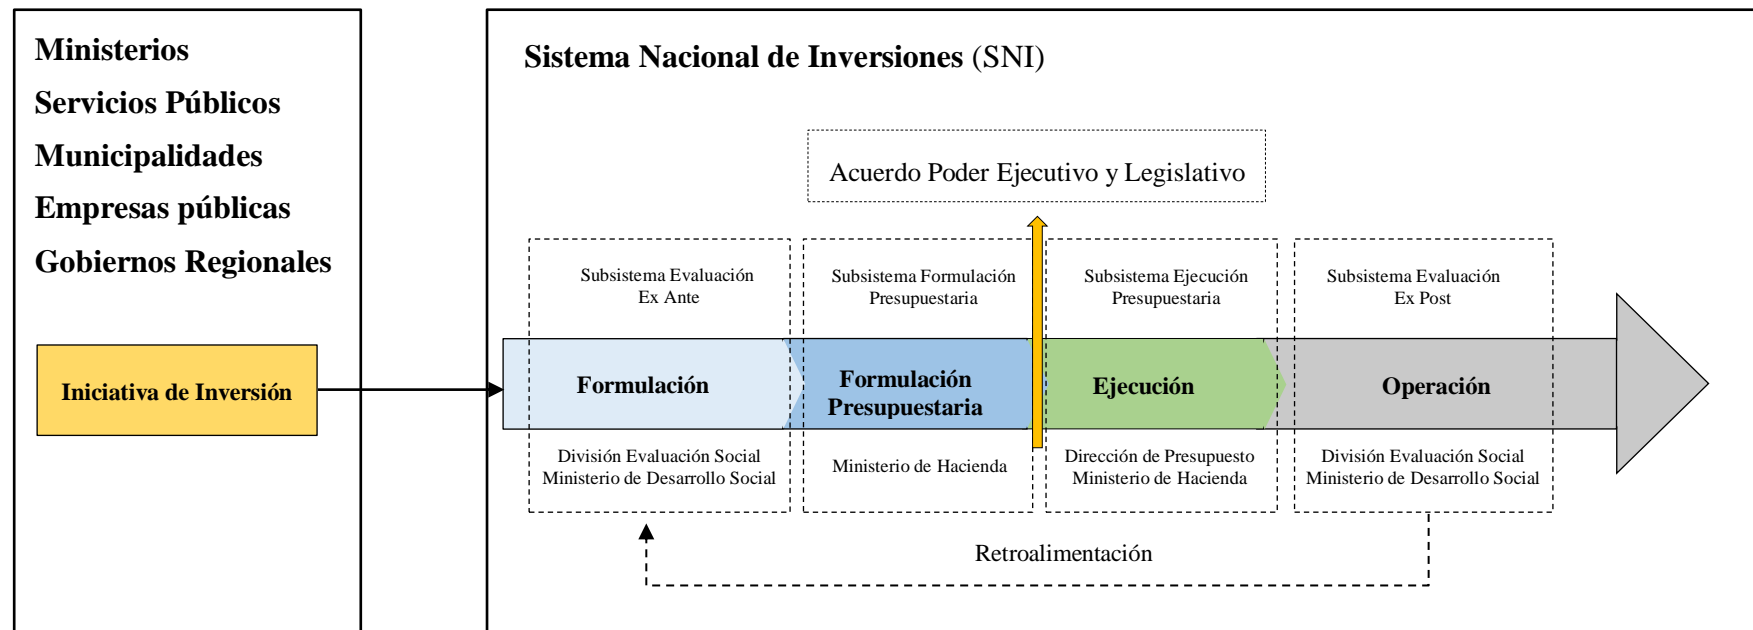 Ministerios
Servicios Públicos
Municipalidades
Empresas públicas
Gobiernos Regionales
Iniciativa de Inversión
Sistema Nacional de Inversiones (SNI)
Acuerdo Poder Ejecutivo y Legislativo
Subsistema Evaluación
Ex Ante
Subsistema Formulación
Presupuestaria
Subsistema Ejecución
Presupuestaria
Subsistema Evaluación
Ex Post
Formulación
Formulación
Presupuestaria
Ejecución
Operación
División Evaluación Social
Ministerio de Desarrollo Social
Ministerio de Hacienda
Dirección de Presupuesto
Ministerio de Hacienda
División Evaluación Social
Ministerio de Desarrollo Social
Retroalimentación